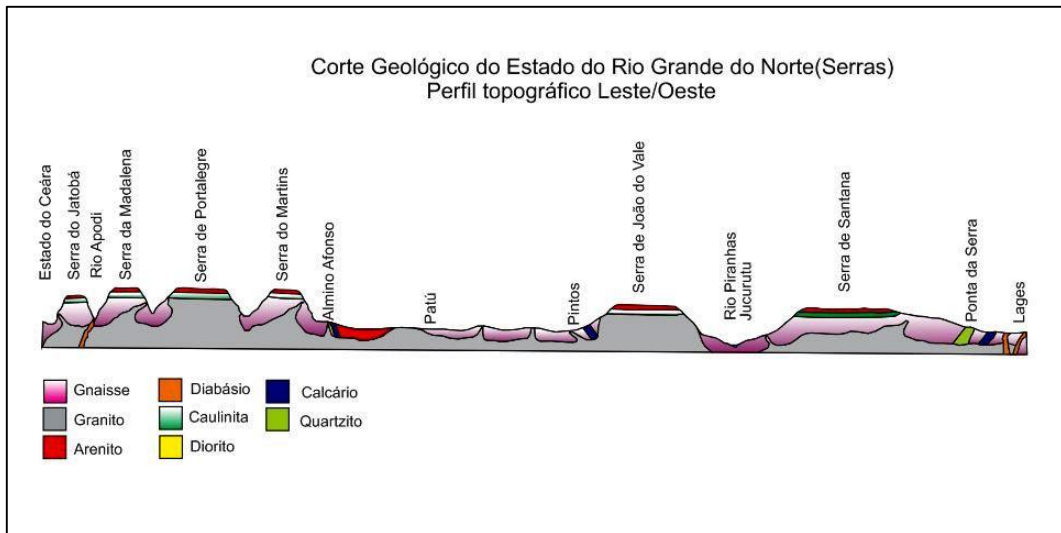 Corte Geológico do Estado do Rio Grande do Norte(Serras)
Perfil topográfico Leste/Oeste
Estado do Ceára
Serra do Jatobá
Rio Apodi
Serra da Madalena
Serra de Portalegre
Serra do Martins
Almino Afonso
Patú
Pintos
Serra de João do Vale
Rio Piranhas
Jucurutu
Serra de Santana
Ponta da Serra
Lages
Gnaisse
Granito
Arenito
Diabásio
Caulinita
Diorito
Calcário
Quartzito